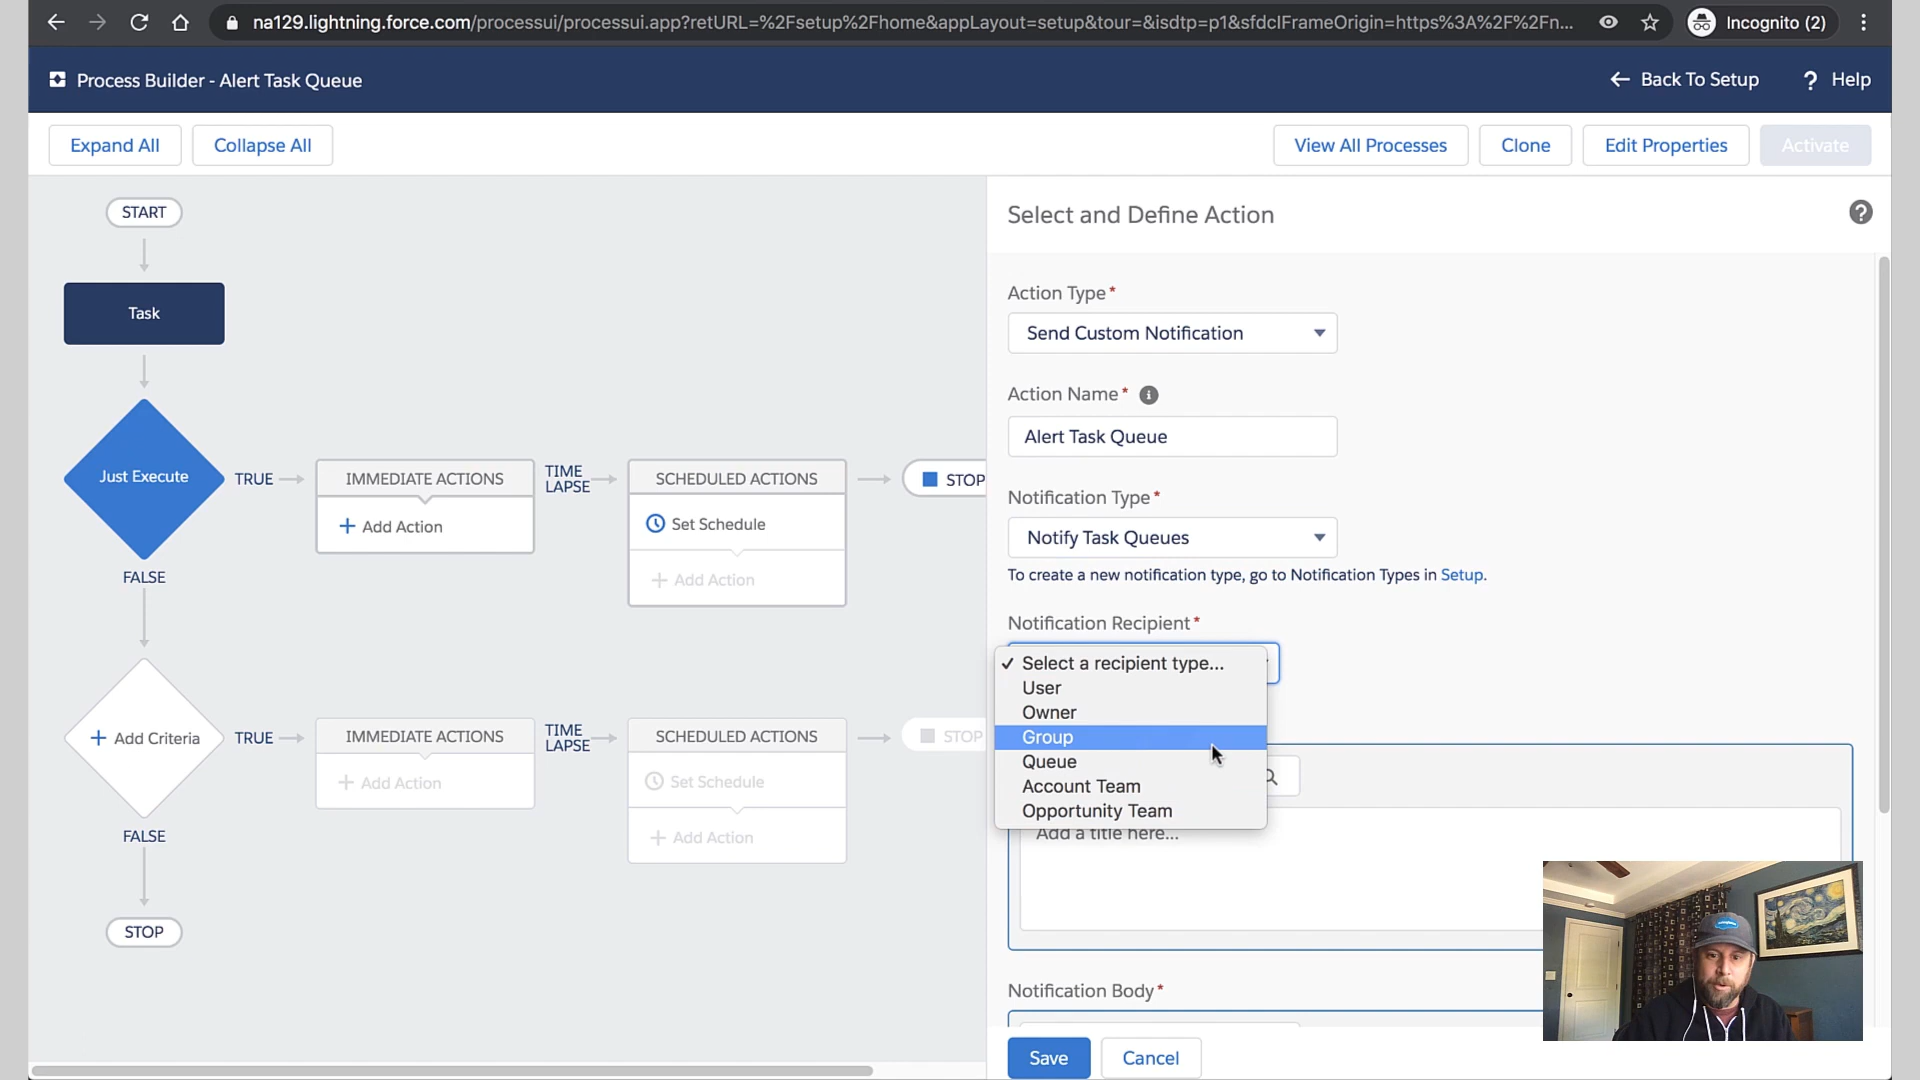 na129.lightning.force.com/processui/processui.app?retURL=%2Fsetup%2Fhome&appLayout=setup&tour=&isdtp=p1&sfdcIFrameOrigin=https%3A%2F%2Fn...
Incognito (2)
Process Builder - Alert Task Queue
Back To Setup
? Help
Expand All
Collapse All
View All Processes
Clone
Edit Properties
Activate
START
Task
Just Execute
TRUE
IMMEDIATE ACTIONS
+ Add Action
TIME
LAPSE
SCHEDULED ACTIONS
Set Schedule
+ Add Action
STOP
FALSE
+ Add Criteria
TRUE
IMMEDIATE ACTIONS
+ Add Action
TIME
LAPSE
SCHEDULED ACTIONS
Set Schedule
+ Add Action
STOP
FALSE
STOP
Select and Define Action
?
Action Type*
Send Custom Notification
Action Name* i
Alert Task Queue
Notification Type*
Notify Task Queues
To create a new notification type, go to Notification Types in Setup.
Notification Recipient*
✓ Select a recipient type...
User
Owner
Group
Queue
Account Team
Opportunity Team
Add a title here...
Notification Body*
Save
Cancel